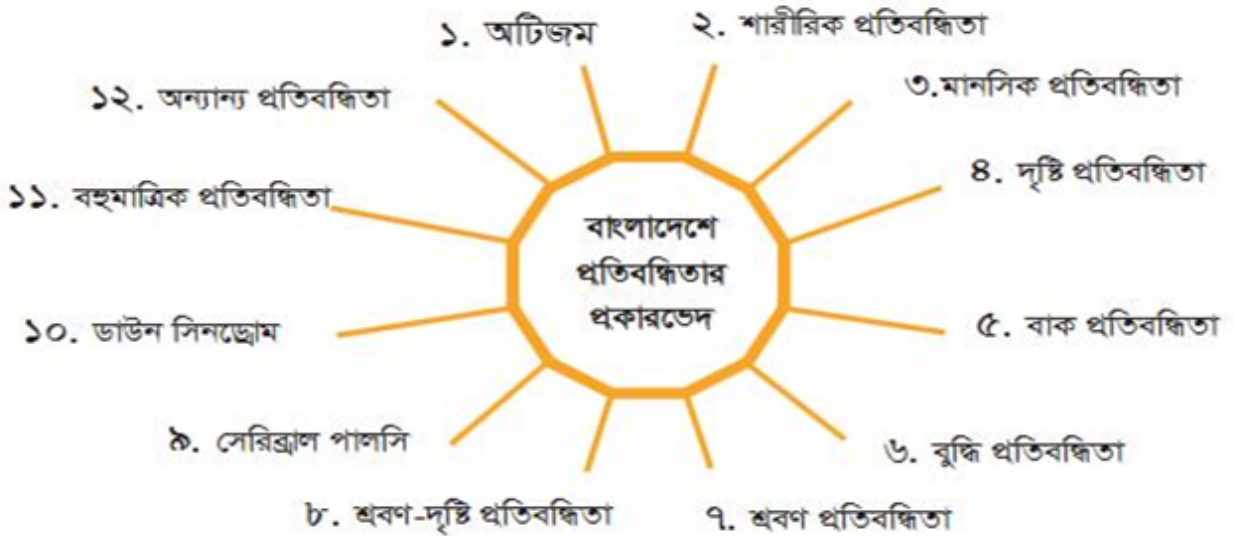 ১. অটিজম
২. শারীরিক প্রতিবন্ধিতা
৩.মানসিক প্রতিবন্ধিতা
৪. দৃষ্টি প্রতিবন্ধিতা
৫. বাক প্রতিবন্ধিতা
৬. বুদ্ধি প্রতিবন্ধিতা
৭. শ্রবণ প্রতিবন্ধিতা
৮. শ্রবণ-দৃষ্টি প্রতিবন্ধিতা
৯. সেরিব্রাল পালসি
১০. ডাউন সিনড্রোম
১১. বহুমাত্রিক প্রতিবন্ধিতা
১২. অন্যান্য প্রতিবন্ধিতা
বাংলাদেশে
প্রতিবন্ধিতার
প্রকারভেদ